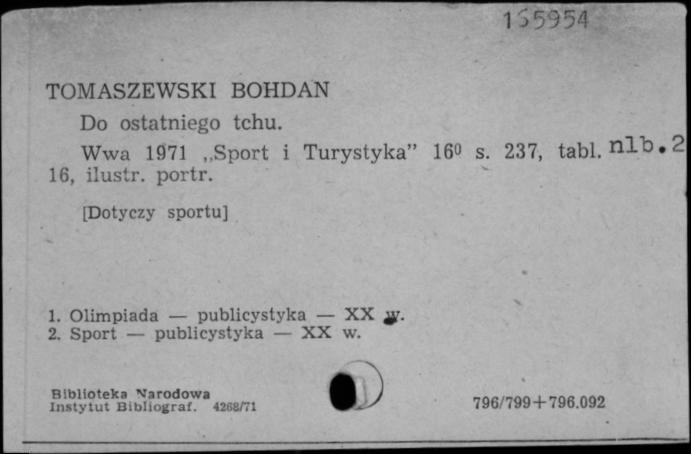 155954
TOMASZEWSKI BOHDAN
Do ostatniego tchu.
Wwa 1971 „Sport i Turystyka” 16⁰ s. 237, tabl. nlb. 2
16, ilustr. portr.
[Dotyczy sportu]
1. Olimpiada — publicystyka — XX w.
2. Sport — publicystyka — XX w.
Biblioteka Narodowa
Instytut Bibliograf. 4268/71
796/799+796.092